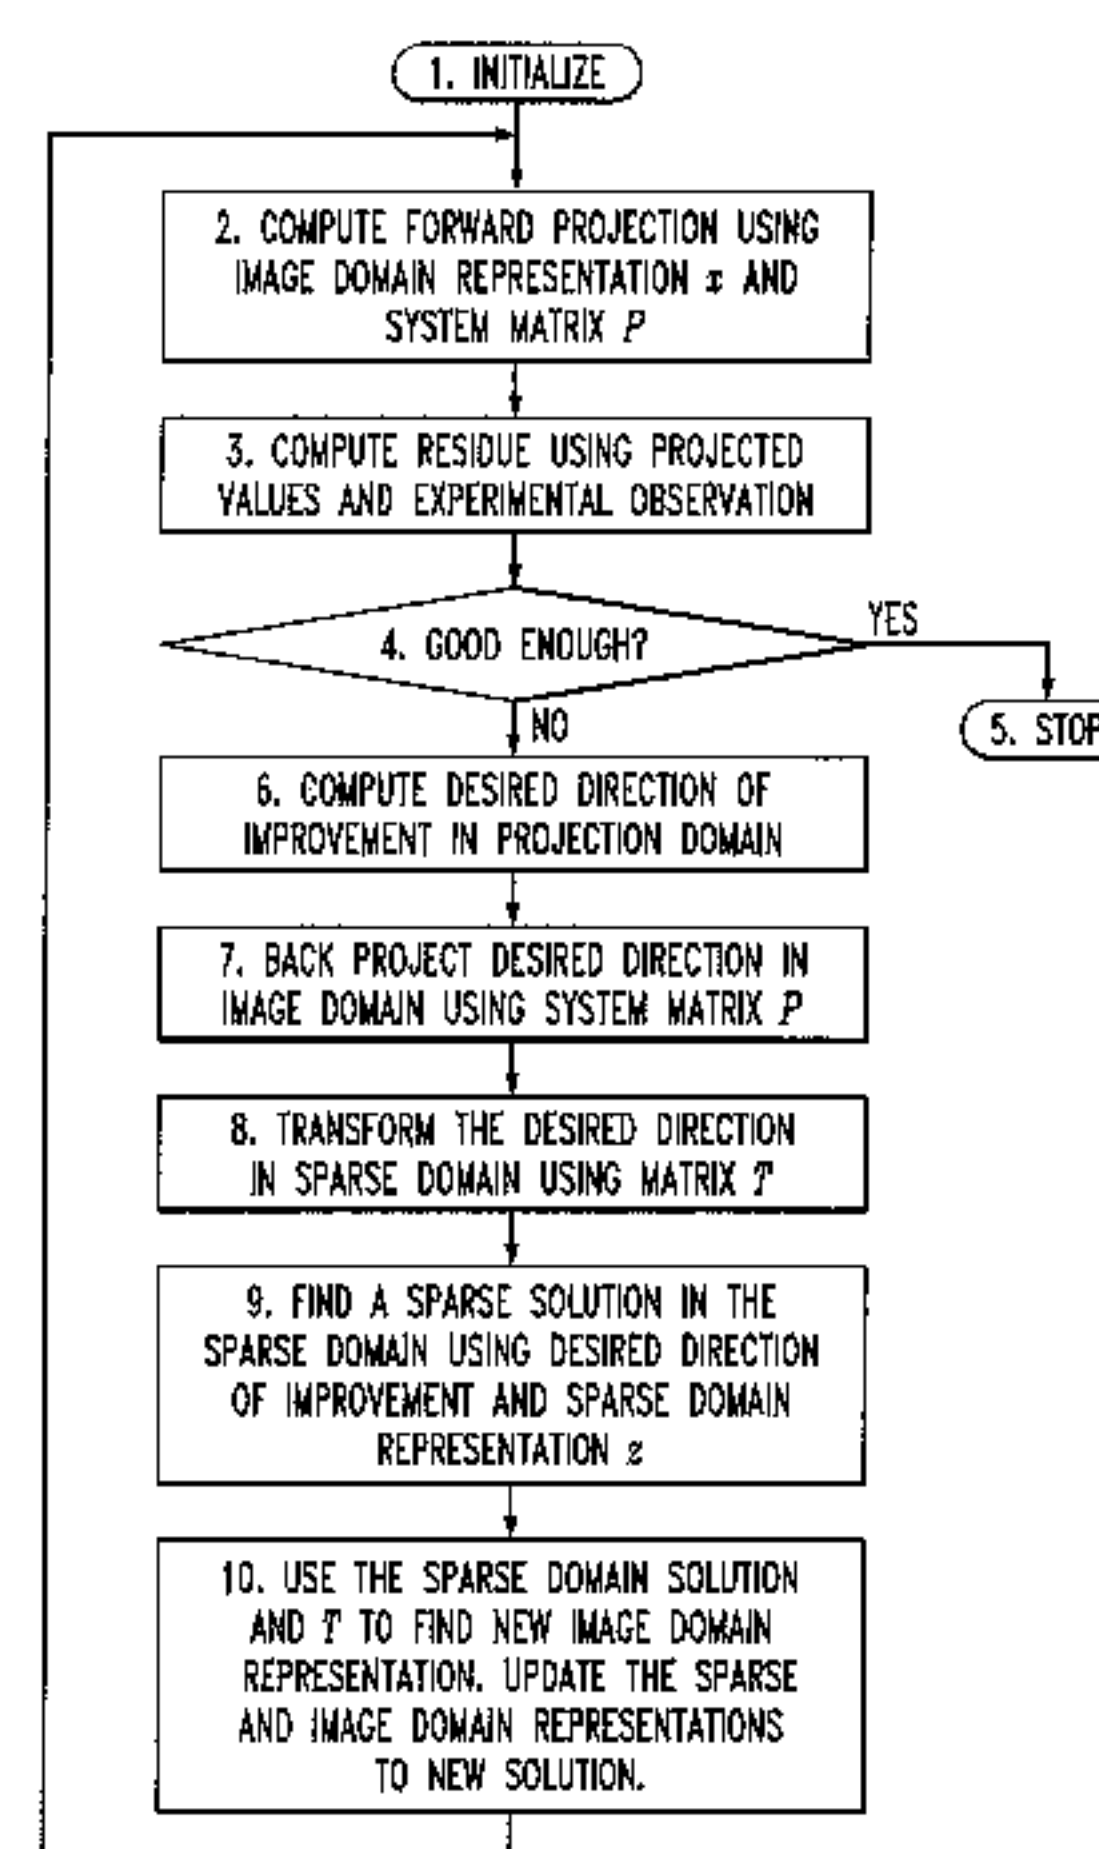 1. INITIALIZE
2. COMPUTE FORWARD PROJECTION USING
IMAGE DOMAIN REPRESENTATION x AND
SYSTEM MATRIX P
3. COMPUTE RESIDUE USING PROJECTED
VALUES AND EXPERIMENTAL OBSERVATION
4. GOOD ENOUGH?
YES
5. STOP
NO
6. COMPUTE DESIRED DIRECTION OF
IMPROVEMENT IN PROJECTION DOMAIN
7. BACK PROJECT DESIRED DIRECTION IN
IMAGE DOMAIN USING SYSTEM MATRIX P
8. TRANSFORM THE DESIRED DIRECTION
IN SPARSE DOMAIN USING MATRIX T
9. FIND A SPARSE SOLUTION IN THE
SPARSE DOMAIN USING DESIRED DIRECTION
OF IMPROVEMENT AND SPARSE DOMAIN
REPRESENTATION z
10. USE THE SPARSE DOMAIN SOLUTION
AND T TO FIND NEW IMAGE DOMAIN
REPRESENTATION. UPDATE THE SPARSE
AND IMAGE DOMAIN REPRESENTATIONS
TO NEW SOLUTION.